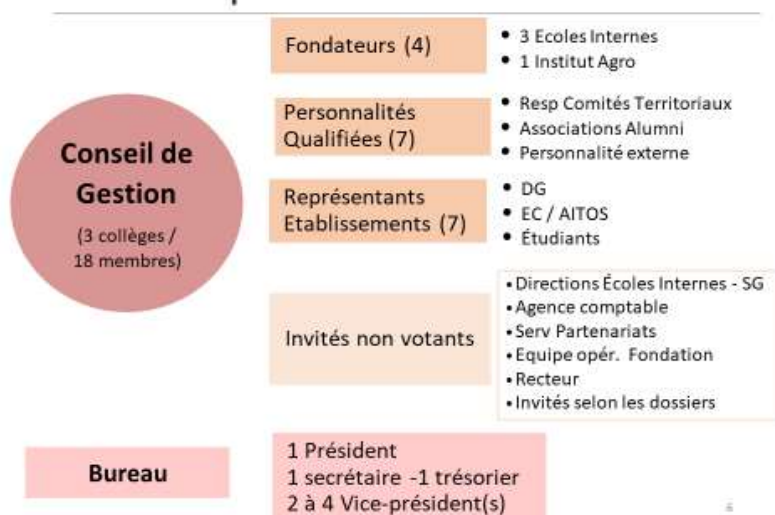 Fondateurs (4)
• 3 Ecoles Internes
• 1 Institut Agro
Personnalités
Qualifiées (7)
• Resp Comités Territoriaux
• Associations Alumni
• Personnalité externe
Conseil de
Gestion
(3 collèges /
18 membres)
Représentants
Etablissements (7)
• DG
• EC / AITOS
• Étudiants
Invités non votants
• Directions Écoles Internes - SG
• Agence comptable
• Serv Partenariats
• Equipe opér. Fondation
• Recteur
• Invités selon les dossiers
Bureau
1 Président
1 secrétaire -1 trésorier
2 à 4 Vice-président(s)